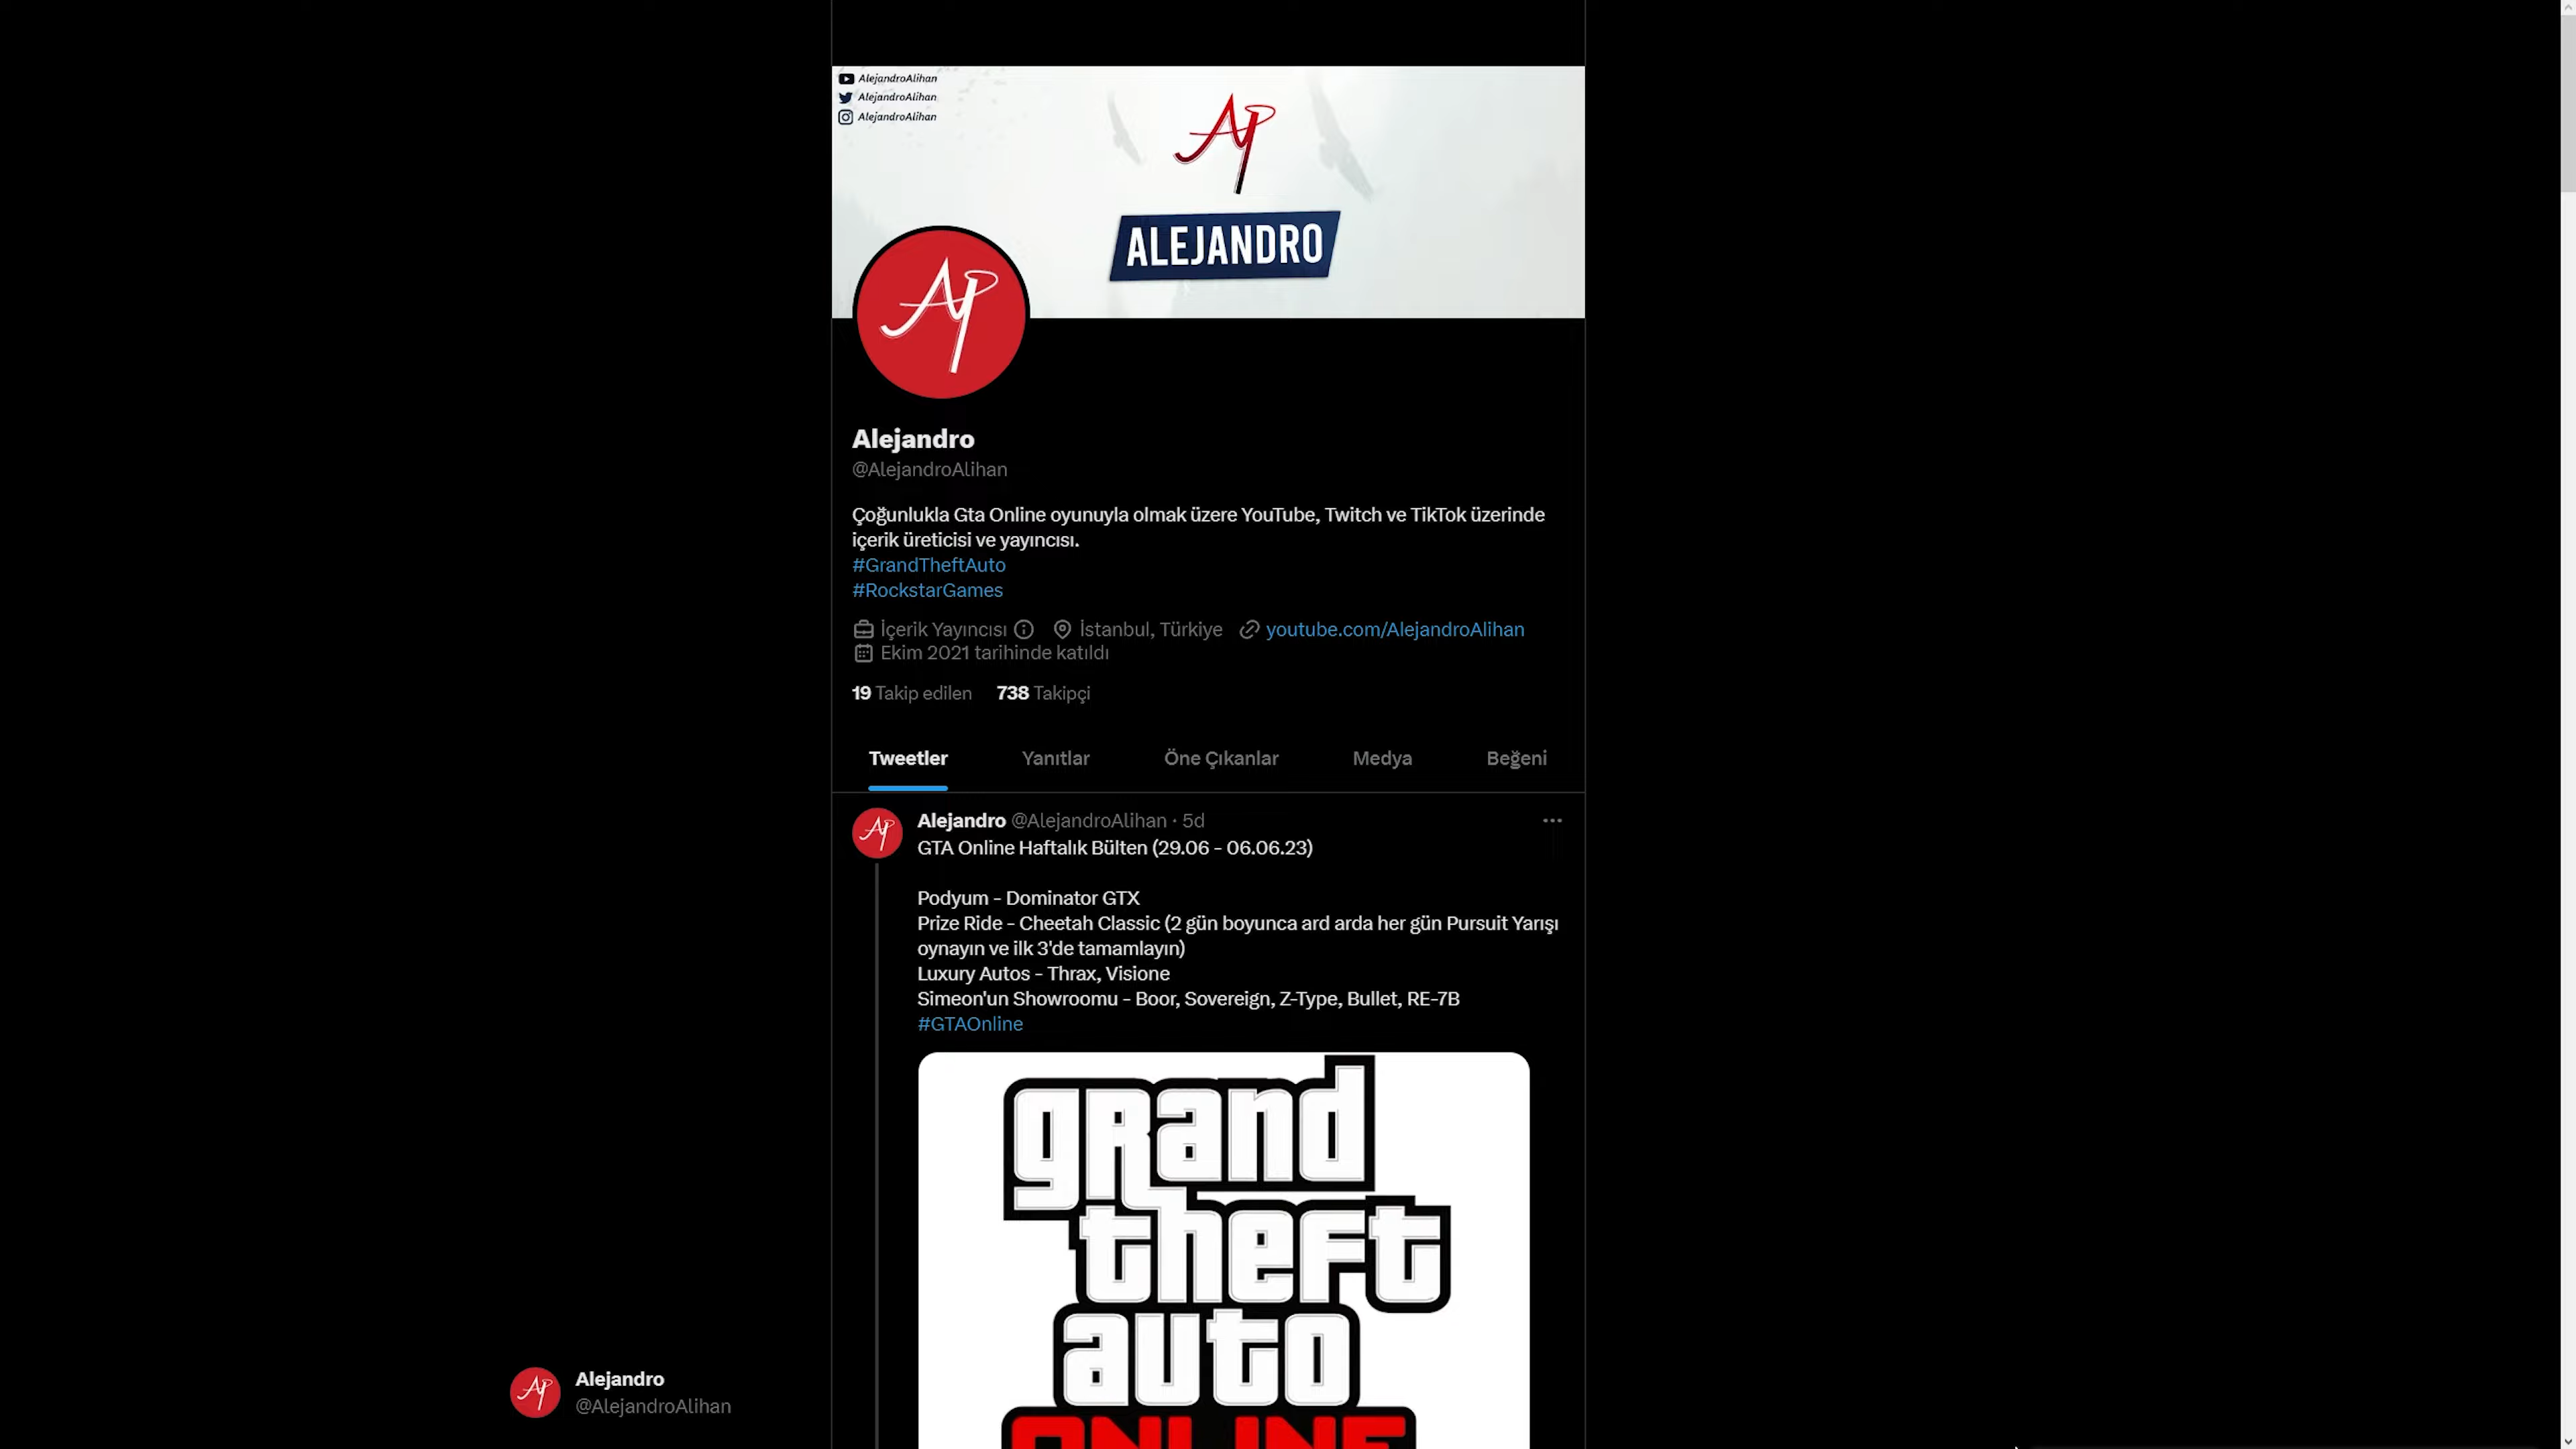 AlejandroAlihan
AlejandroAlihan
AlejandroAlihan
ALEJANDRO
Alejandro
@AlejandroAlihan
Çoğunlukla Gta Online oyunuyla olmak üzere YouTube, Twitch ve TikTok üzerinde
içerik üreticisi ve yayıncısı.
#GrandTheftAuto
#RockstarGames
İçerik Yayıncısı İstanbul, Türkiye youtube.com/AlejandroAlihan
Ekim 2021 tarihinde katıldı
19 Takip edilen 738 Takipçi
Tweetler Yanıtlar Öne Çıkanlar Medya Beğeni
Alejandro @AlejandroAlihan · 5d
GTA Online Haftalık Bülten (29.06 - 06.06.23)
Podyum - Dominator GTX
Prize Ride - Cheetah Classic (2 gün boyunca ard arda her gün Pursuit Yarışı
oynayın ve ilk 3'de tamamlayın)
Luxury Autos - Thrax, Visione
Simeon'un Showroomu - Boor, Sovereign, Z-Type, Bullet, RE-7B
#GTAOnline
grand
theft
auto
ONLINE
Alejandro
@AlejandroAlihan